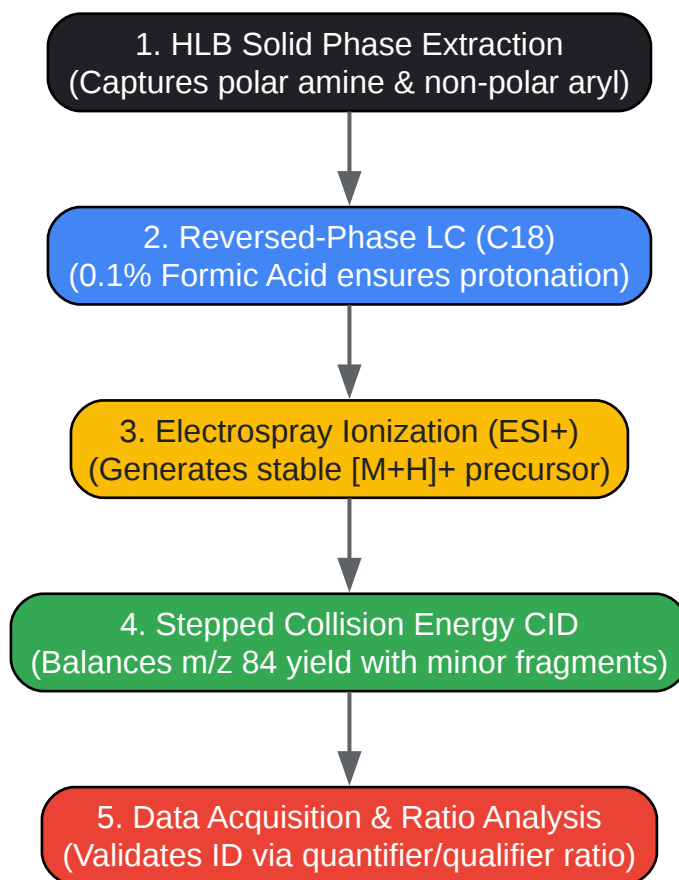 1. HLB Solid Phase Extraction
(Captures polar amine & non-polar aryl)
2. Reversed-Phase LC (C18)
(0.1% Formic Acid ensures protonation)
3. Electrospray Ionization (ESI+)
(Generates stable [M+H]+ precursor)
4. Stepped Collision Energy CID
(Balances m/z 84 yield with minor fragments)
5. Data Acquisition & Ratio Analysis
(Validates ID via quantifier/qualifier ratio)